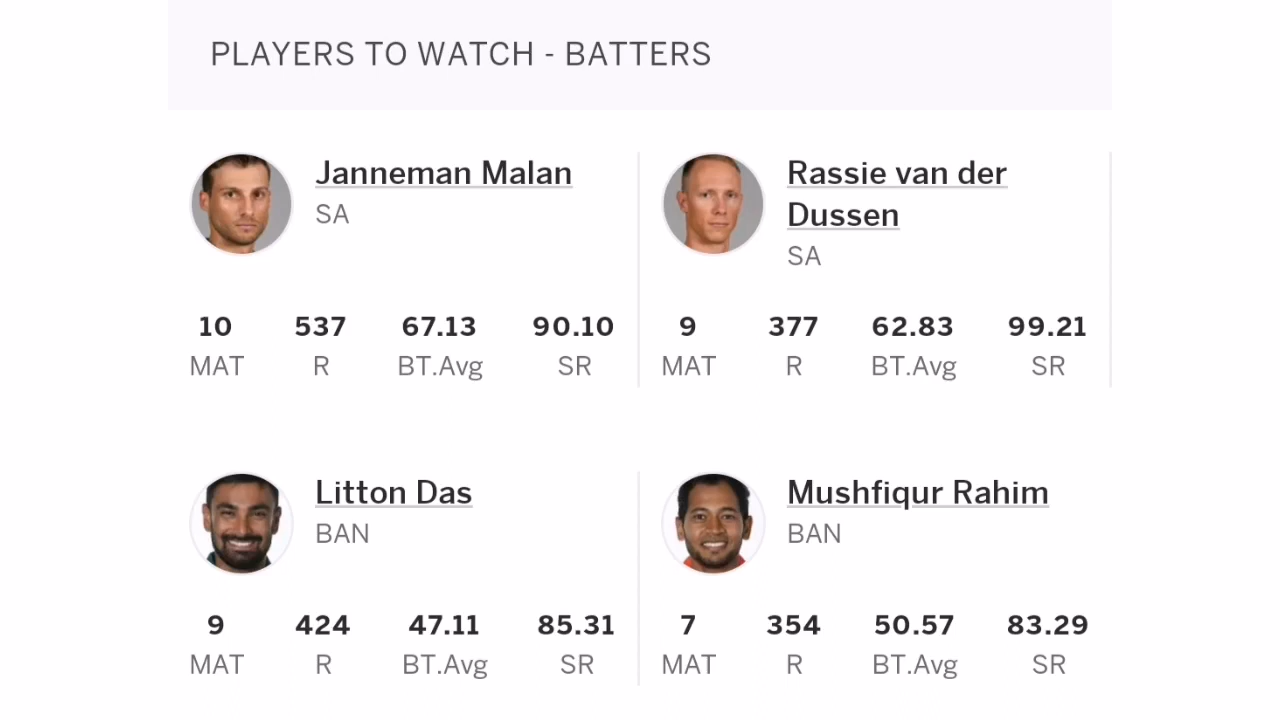 PLAYERS TO WATCH - BATTERS
Janneman Malan
SA
10 537 67.13 90.10
MAT R BT.Avg SR
Rassie van der
Dussen
SA
9 377 62.83 99.21
MAT R BT.Avg SR
Litton Das
BAN
9 424 47.11 85.31
MAT R BT.Avg SR
Mushfiqur Rahim
BAN
7 354 50.57 83.29
MAT R BT.Avg SR